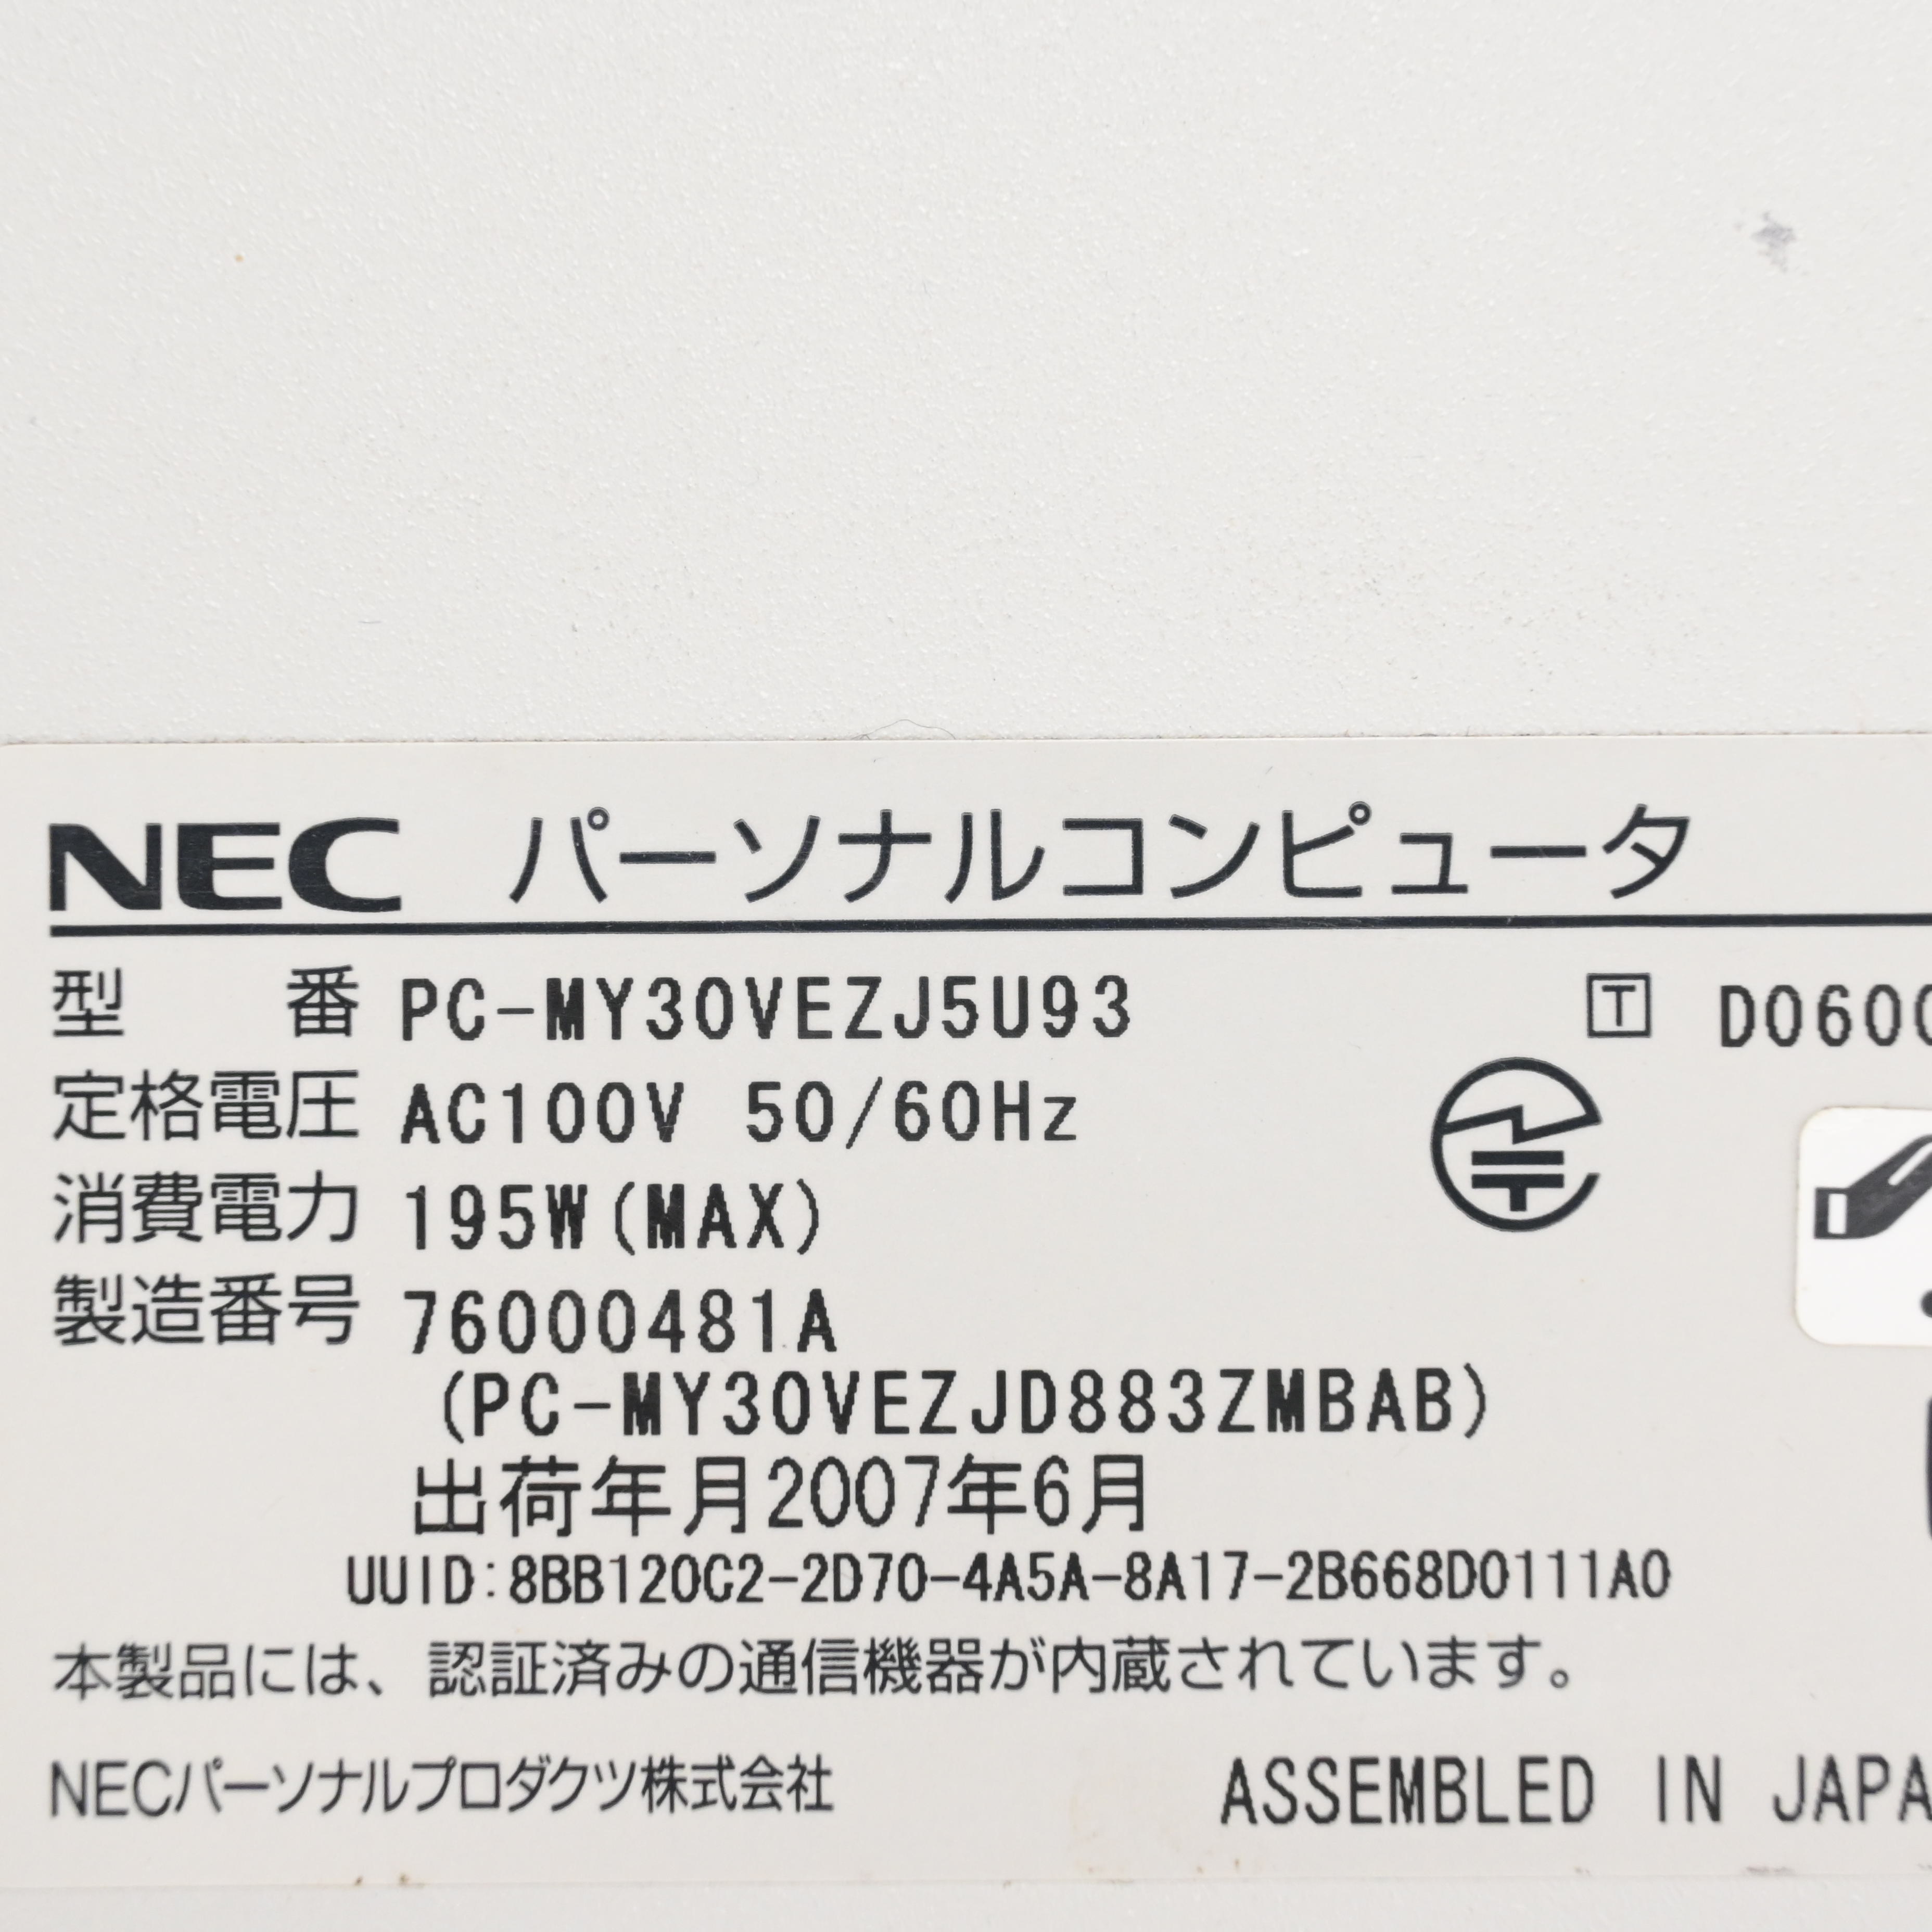 NEC パーソナルコンピュータ
型　　番 PC-MY30VEZJ5U93 T D0600
定格電圧 AC100V 50/60Hz
消費電力 195W(MAX)
製造番号 76000481A
(PC-MY30VEZJD883ZMBAB)
出荷年月2007年6月
UUID:8BB120C2-2D70-4A5A-8A17-2B668D0111A0
本製品には、認証済みの通信機器が内蔵されています。
NECパーソナルプロダクツ株式会社 ASSEMBLED IN JAPA